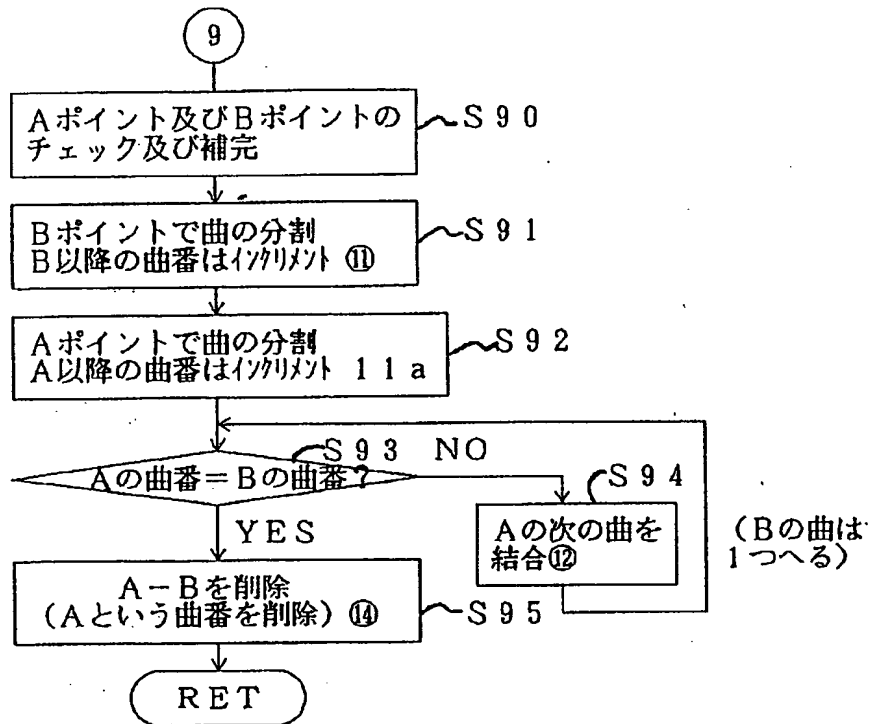 9
Aポイント及びBポイントの
チェック及び補完
S90
Bポイントで曲の分割
B以降の曲番はインクリメント ⑪
S91
Aポイントで曲の分割
A以降の曲番はインクリメント 11a
S92
S93 NO
Aの曲番=Bの曲番?
S94
YES
Aの次の曲を
結合⑫
(Bの曲は
1つへる)
A-Bを削除
(Aという曲番を削除) ⑭
S95
RET